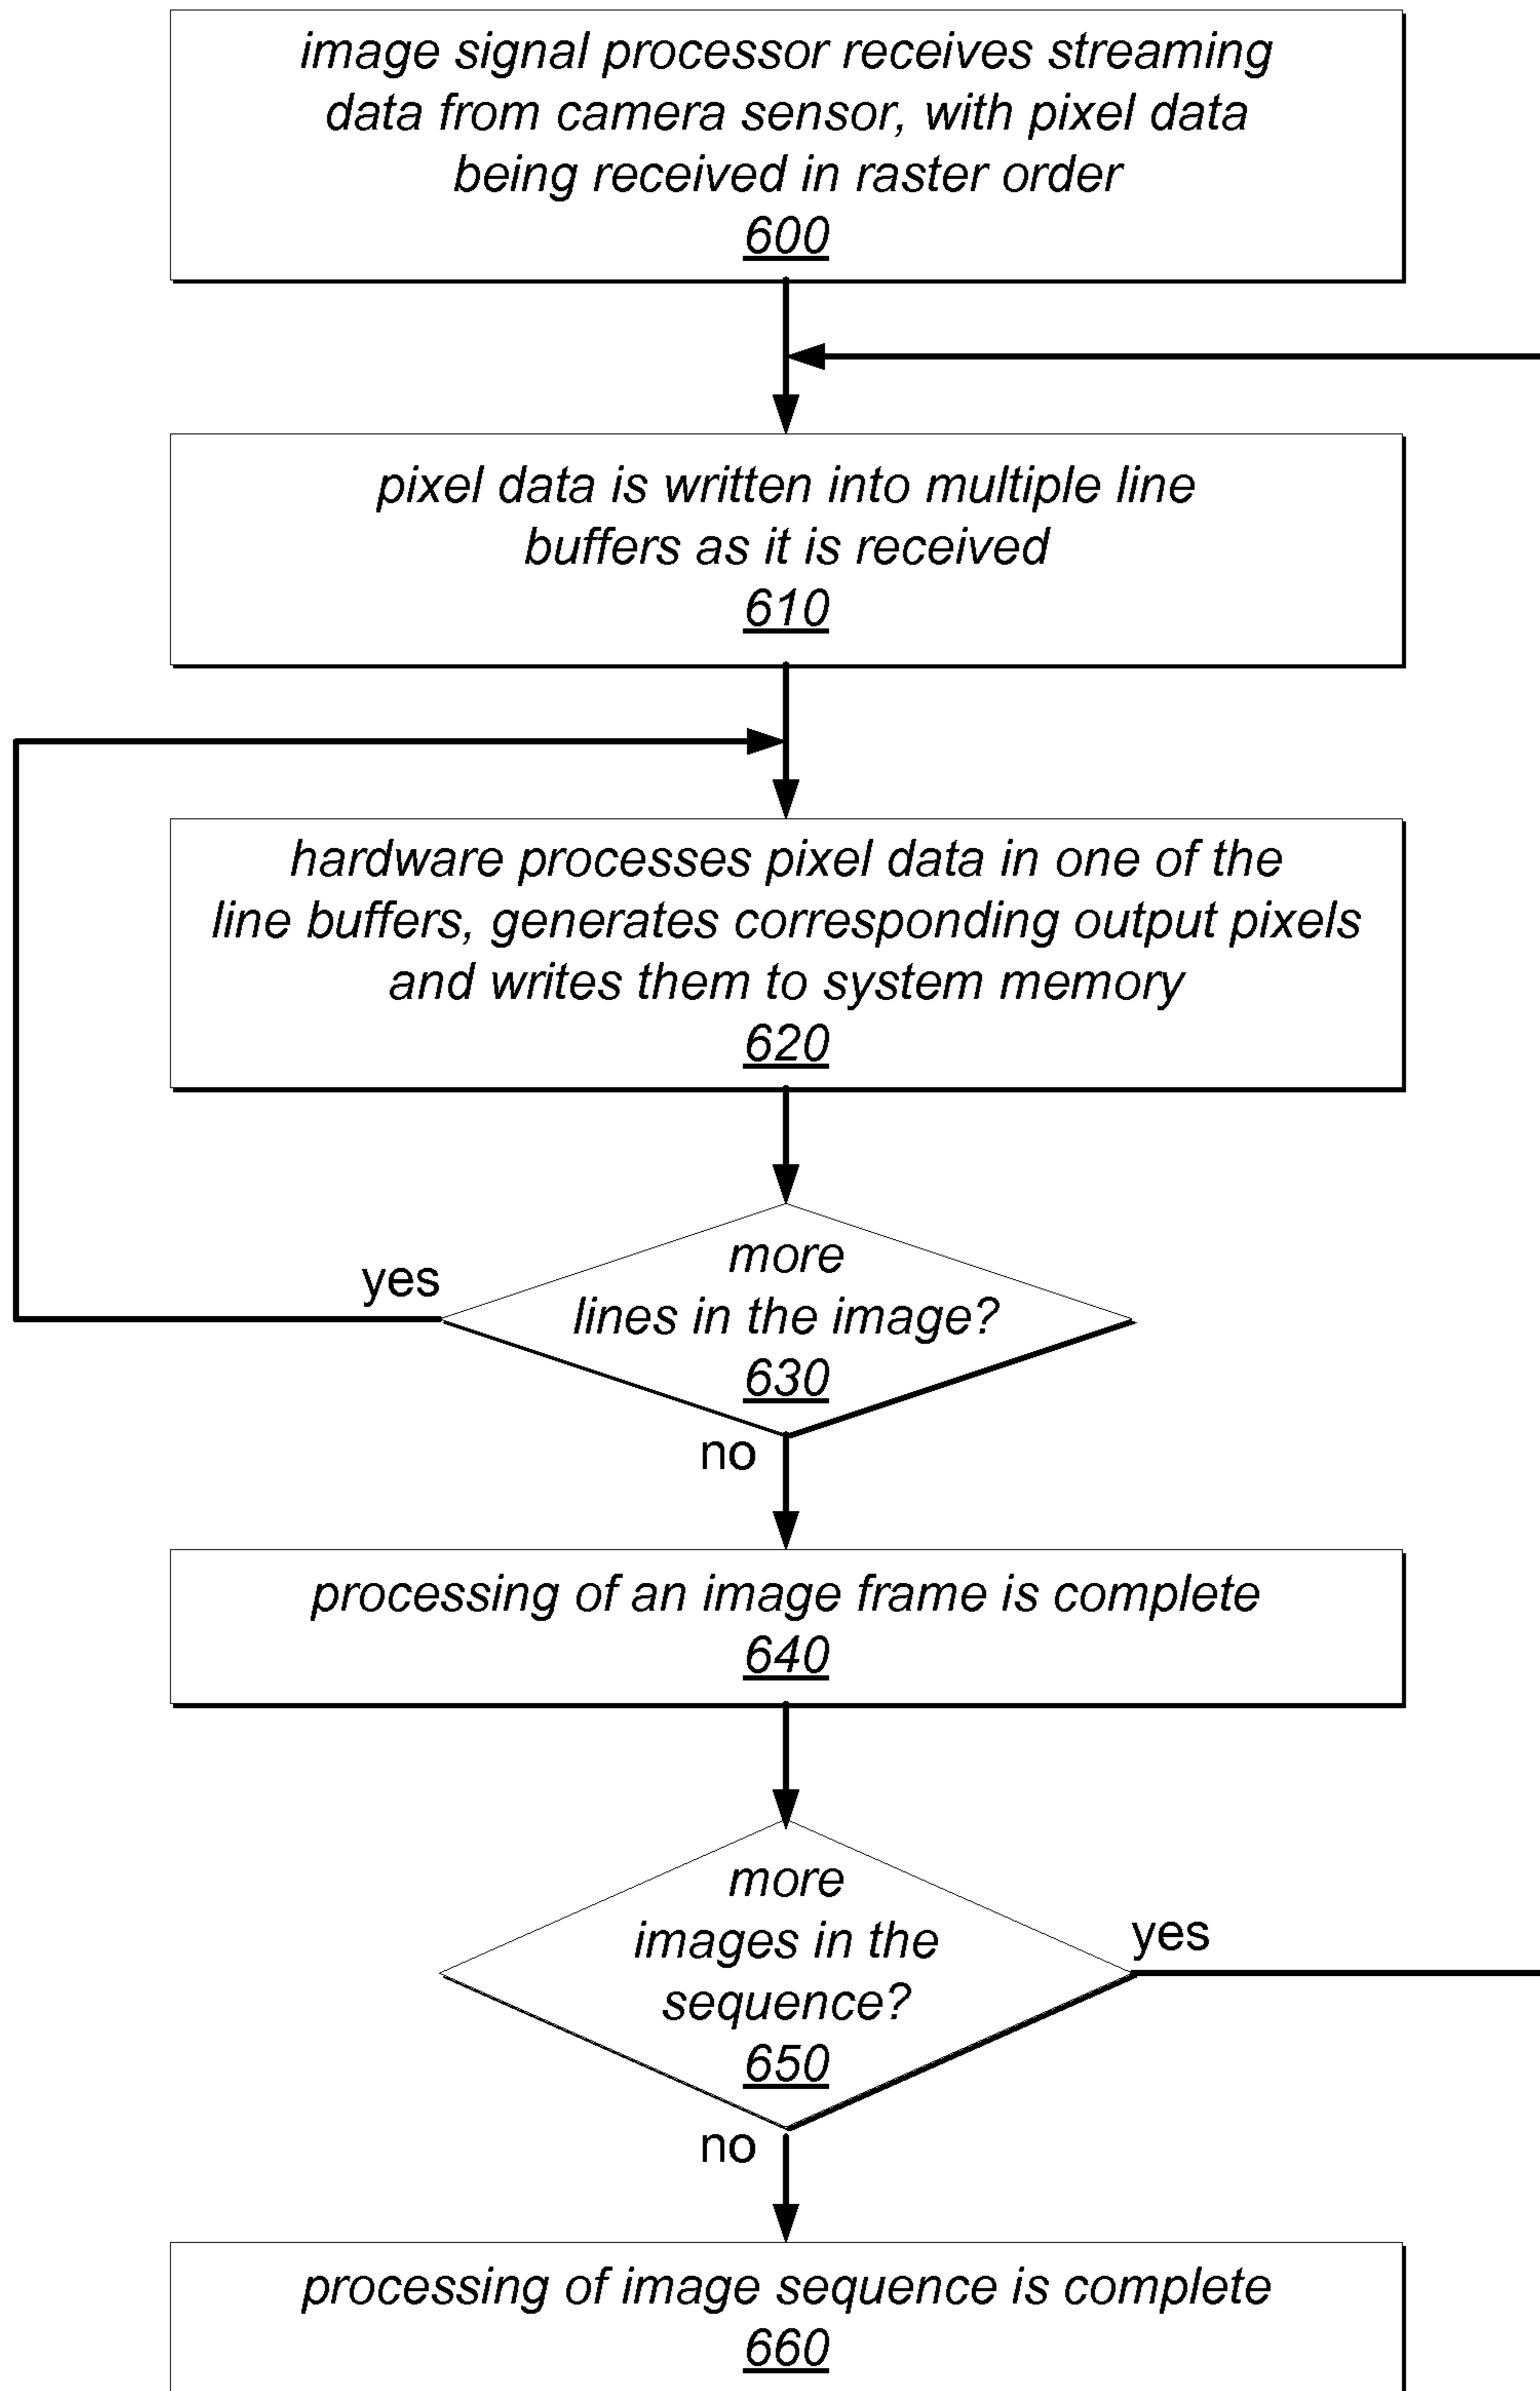 image signal processor receives streaming
data from camera sensor, with pixel data
being received in raster order
600
pixel data is written into multiple line
buffers as it is received
610
hardware processes pixel data in one of the
line buffers, generates corresponding output pixels
and writes them to system memory
620
more
lines in the image?
630
yes
no
processing of an image frame is complete
640
more
images in the
sequence?
650
yes
no
processing of image sequence is complete
660